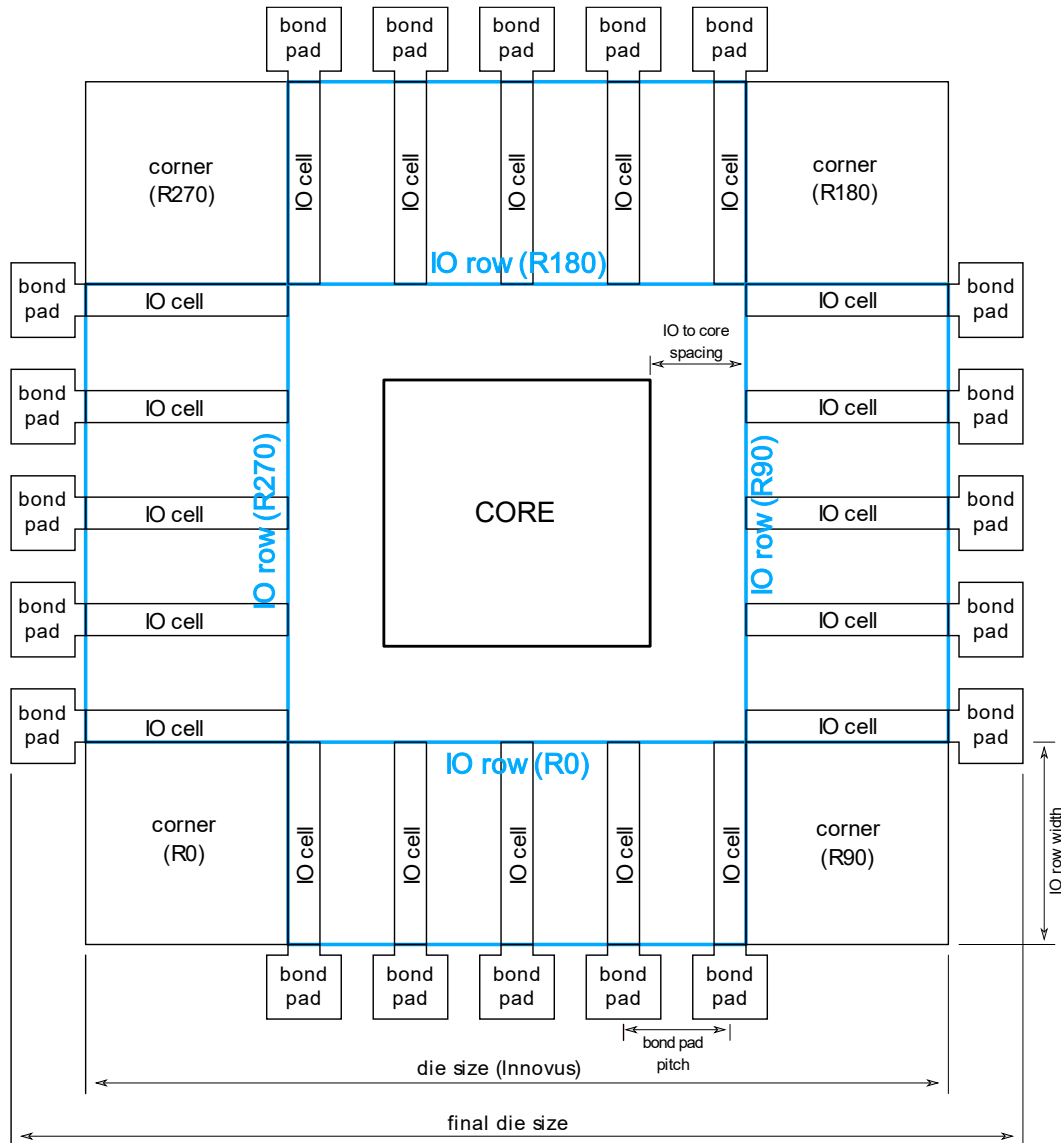 bond
pad
bond
pad
bond
pad
bond
pad
bond
pad
corner
(R270)
IO cell
IO cell
IO cell
IO cell
IO cell
corner
(R180)
IO row (R180)
bond
pad
IO cell
IO cell
bond
pad
IO to core
spacing
bond
pad
IO cell
IO cell
bond
pad
IO row (R270)
bond
pad
IO cell
CORE
IO row (R90)
IO cell
bond
pad
bond
pad
IO cell
IO cell
bond
pad
bond
pad
IO cell
IO cell
bond
pad
IO row (R0)
corner
(R0)
IO cell
IO cell
IO cell
IO cell
IO cell
corner
(R90)
IO row width
bond
pad
bond
pad
bond
pad
bond
pad
bond
pad
bond pad
pitch
die size (Innovus)
final die size